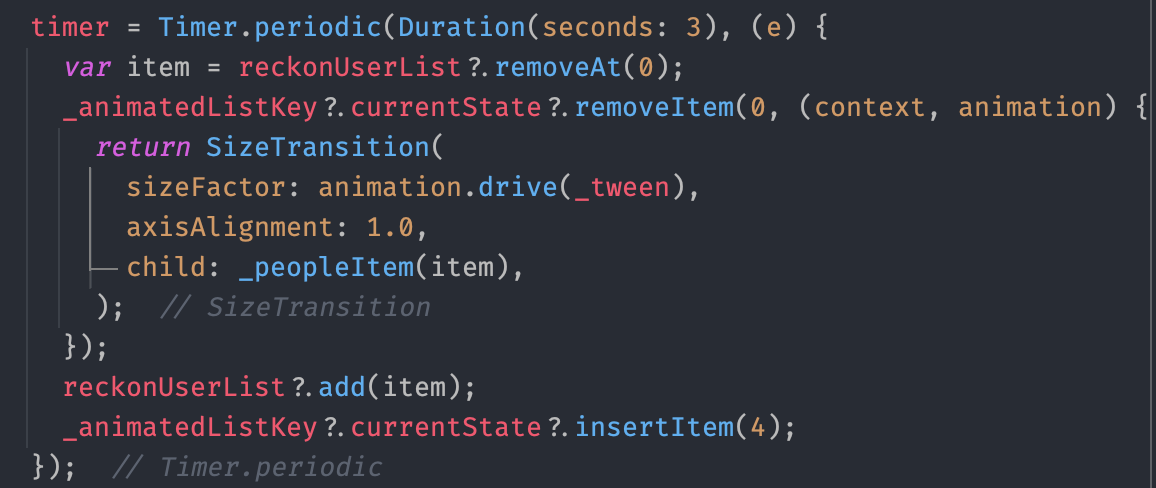 timer = Timer.periodic(Duration(seconds: 3), (e) {
  var item = reckonUserList?.removeAt(0);
  _animatedListKey?.currentState?.removeItem(0, (context, animation) {
    return SizeTransition(
      sizeFactor: animation.drive(_tween),
      axisAlignment: 1.0,
      child: _peopleItem(item),
    );  // SizeTransition
  });
  reckonUserList?.add(item);
  _animatedListKey?.currentState?.insertItem(4);
});  // Timer.periodic